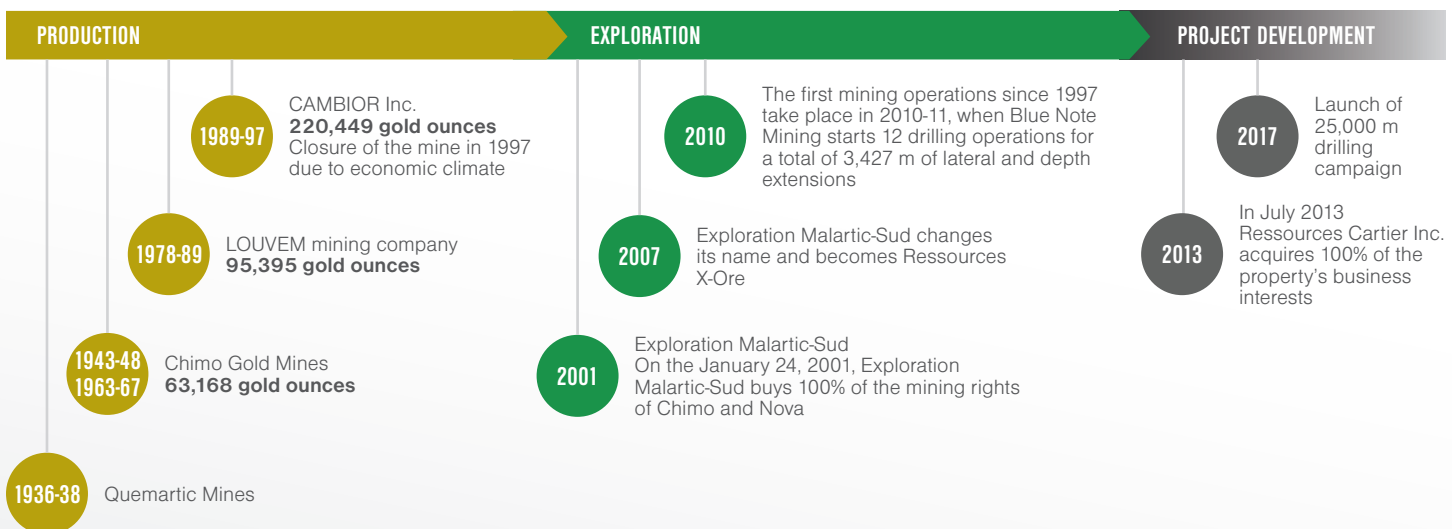 PRODUCTION
EXPLORATION
PROJECT DEVELOPMENT
1989-97
CAMBIOR Inc.
220,449 gold ounces
Closure of the mine in 1997
due to economic climate
1978-89
LOUVEM mining company
95,395 gold ounces
1943-48
1963-67
Chimo Gold Mines
63,168 gold ounces
1936-38
Quemartic Mines
2010
The first mining operations since 1997
take place in 2010-11, when Blue Note
Mining starts 12 drilling operations for
a total of 3,427 m of lateral and depth
extensions
2007
Exploration Malartic-Sud changes
its name and becomes Ressources
X-Ore
2001
Exploration Malartic-Sud
On the January 24, 2001, Exploration
Malartic-Sud buys 100% of the mining rights
of Chimo and Nova
2017
Launch of
25,000 m
drilling
campaign
2013
In July 2013
Ressources Cartier Inc.
acquires 100% of the
property's business
interests